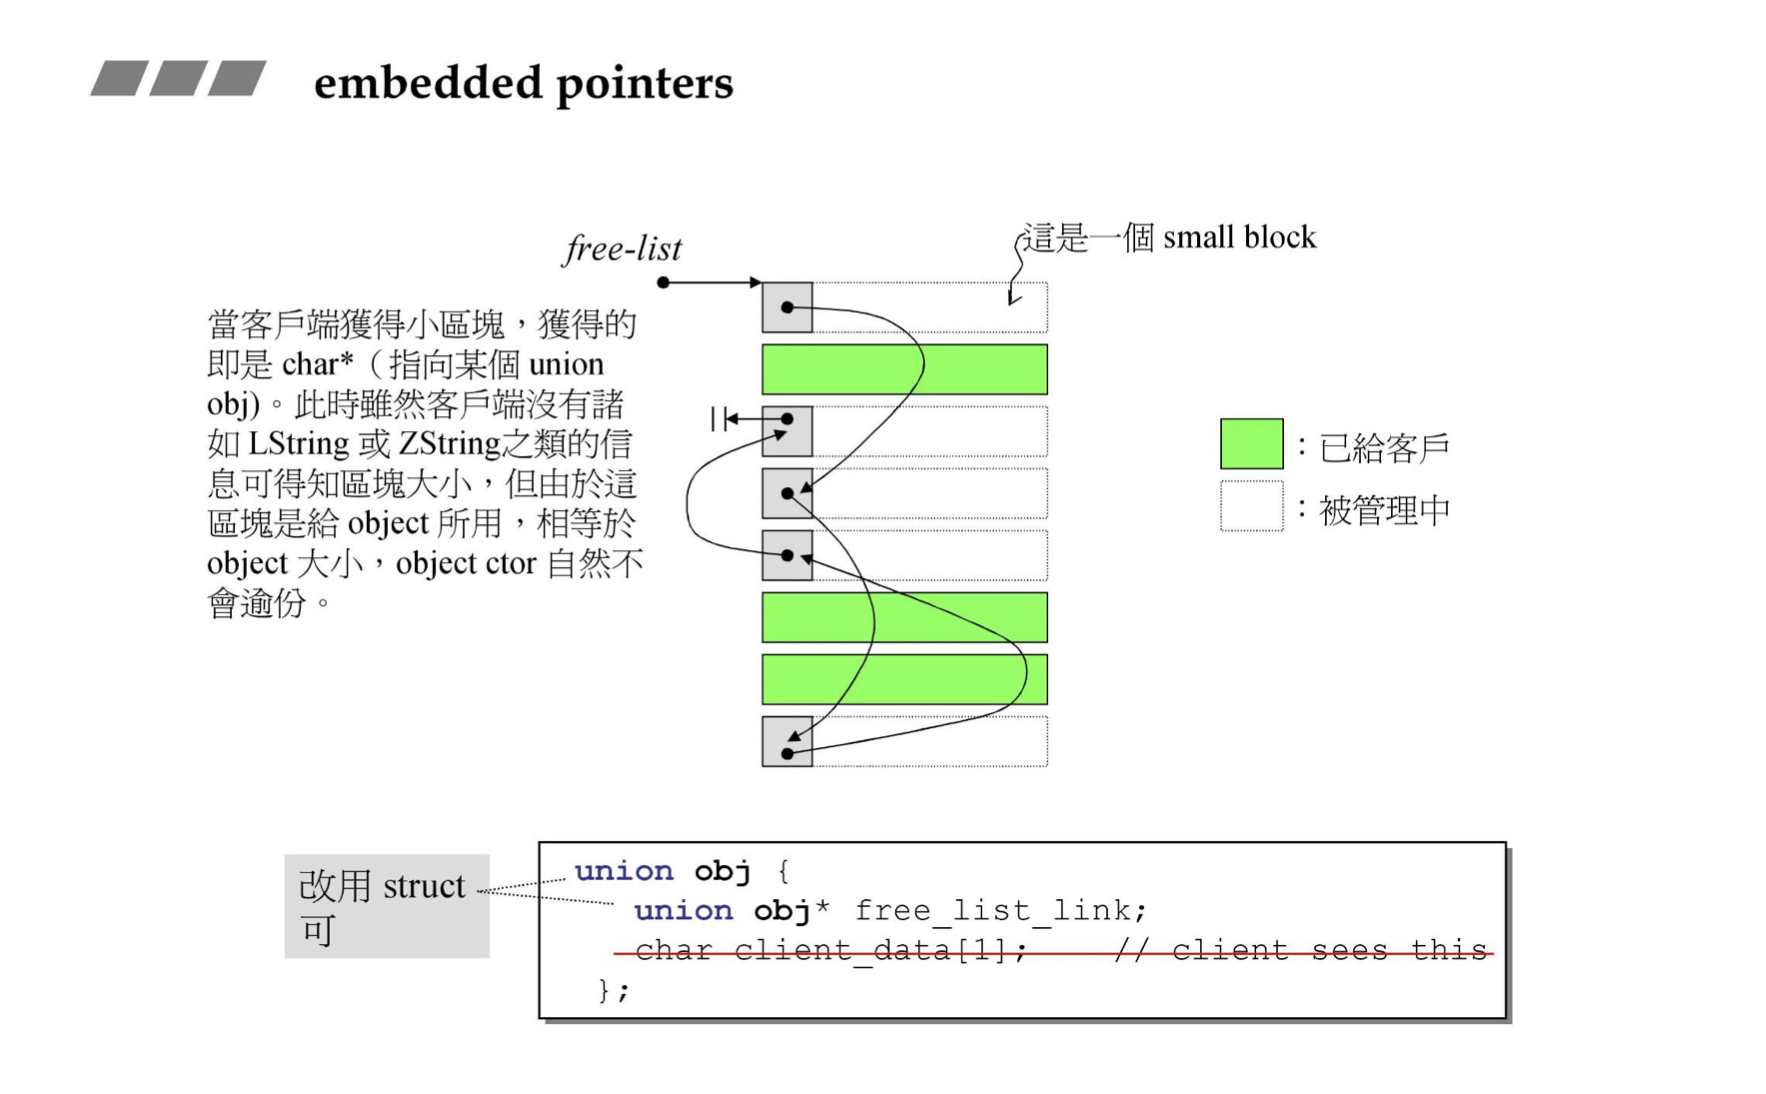 embedded pointers
free-list
這是一個 small block
當客戶端獲得小區塊，獲得的
即是 char*（指向某個 union
obj)。此時雖然客戶端沒有諸
如 LString 或 ZString之類的信
息可得知區塊大小，但由於這
區塊是給 object 所用，相等於
object 大小，object ctor 自然不
會逾份。
：已給客戶
：被管理中
改用 struct
可
union obj {
union obj* free_list_link;
char client_data[1];    // client sees this
};